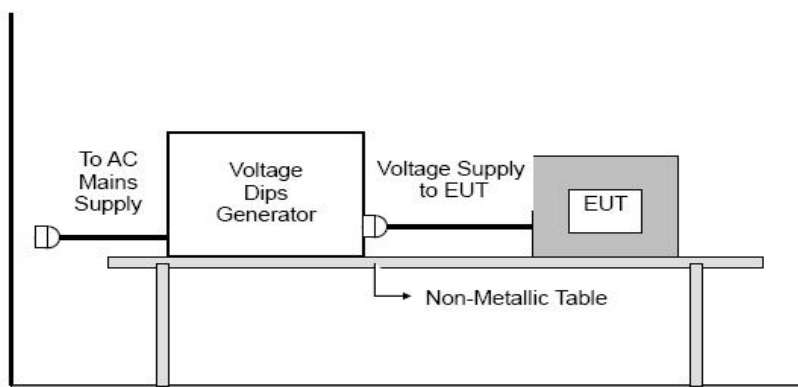 To AC
Mains
Supply
Voltage
Dips
Generator
Voltage Supply
to EUT
EUT
Non-Metallic Table